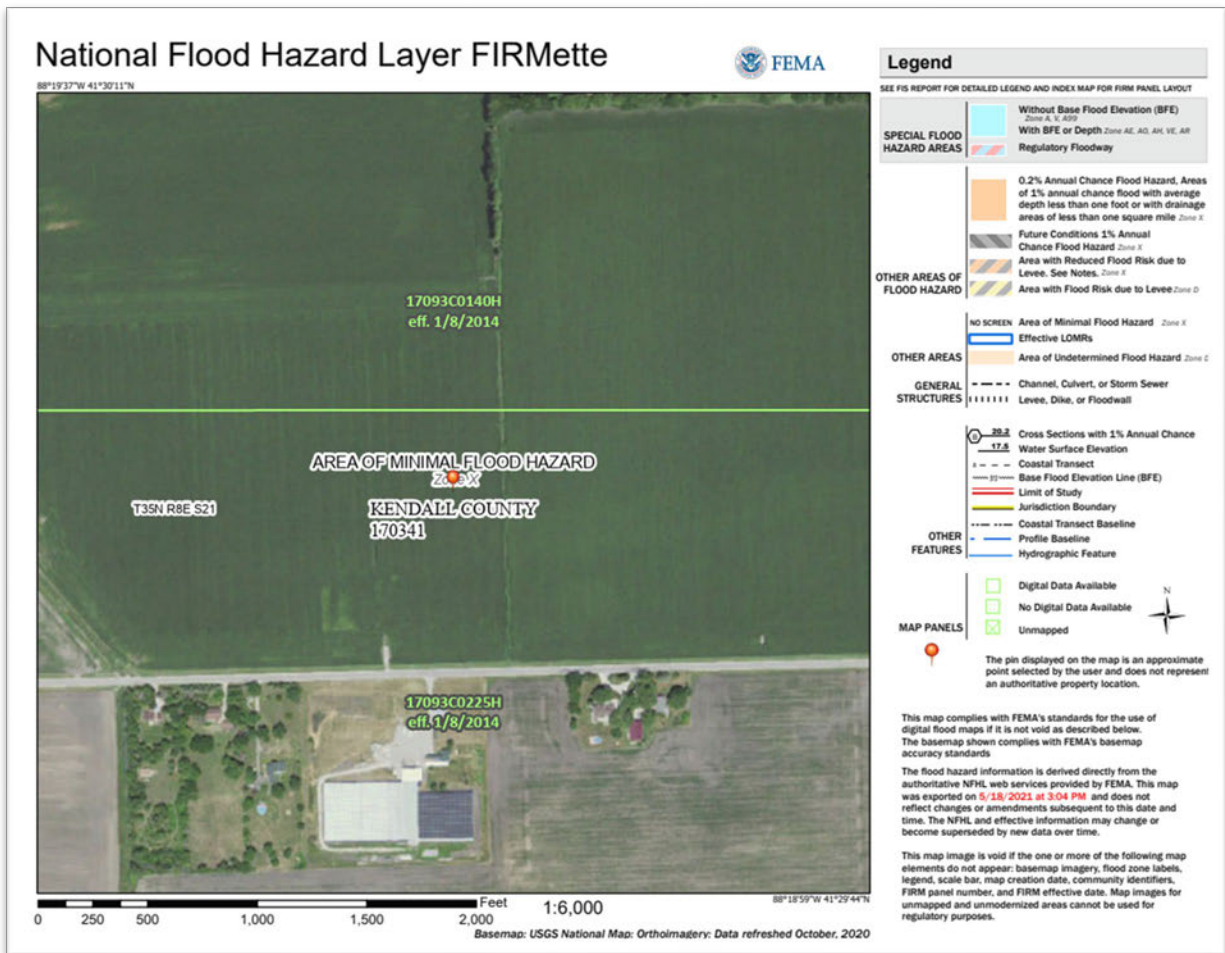 National Flood Hazard Layer FIRMette
FEMA
88°19'37"W 41°30'11"N
17093C0140H
eff. 1/8/2014
AREA OF MINIMAL FLOOD HAZARD
Zone X
T35N R8E S21
KENDALL COUNTY
170341
17093C0225H
eff. 1/8/2014
88°18'59"W 41°29'44"N
Feet
1:6,000
0 250 500 1,000 1,500 2,000
Basemap: USGS National Map: Orthoimagery: Data refreshed October, 2020
Legend
SEE FIS REPORT FOR DETAILED LEGEND AND INDEX MAP FOR FIRM PANEL LAYOUT
SPECIAL FLOOD
HAZARD AREAS
Without Base Flood Elevation (BFE)
Zone A, V, A99
With BFE or Depth Zone AE, AO, AH, VE, AR
Regulatory Floodway
OTHER AREAS OF
FLOOD HAZARD
0.2% Annual Chance Flood Hazard, Areas
of 1% annual chance flood with average
depth less than one foot or with drainage
areas of less than one square mile Zone X
Future Conditions 1% Annual
Chance Flood Hazard Zone X
Area with Reduced Flood Risk due to
Levee. See Notes. Zone X
Area with Flood Risk due to Levee Zone D
OTHER AREAS
NO SCREEN Area of Minimal Flood Hazard Zone X
Effective LOMRs
Area of Undetermined Flood Hazard Zone
GENERAL
STRUCTURES
Channel, Culvert, or Storm Sewer
Levee, Dike, or Floodwall
OTHER
FEATURES
B 20.2 Cross Sections with 1% Annual Chance
17.5 Water Surface Elevation
Coastal Transect
Base Flood Elevation Line (BFE)
Limit of Study
Jurisdiction Boundary
Coastal Transect Baseline
Profile Baseline
Hydrographic Feature
MAP PANELS
Digital Data Available
No Digital Data Available
Unmapped
N
The pin displayed on the map is an approximate
point selected by the user and does not represent
an authoritative property location.
This map complies with FEMA's standards for the use of
digital flood maps if it is not void as described below.
The basemap shown complies with FEMA's basemap
accuracy standards
The flood hazard information is derived directly from the
authoritative NFHL web services provided by FEMA. This map
was exported on 5/18/2021 at 3:04 PM and does not
reflect changes or amendments subsequent to this date and
time. The NFHL and effective information may change or
become superseded by new data over time.
This map image is void if the one or more of the following map
elements do not appear: basemap imagery, flood zone labels,
legend, scale bar, map creation date, community identifiers,
FIRM panel number, and FIRM effective date. Map images for
unmapped and unmodernized areas cannot be used for
regulatory purposes.